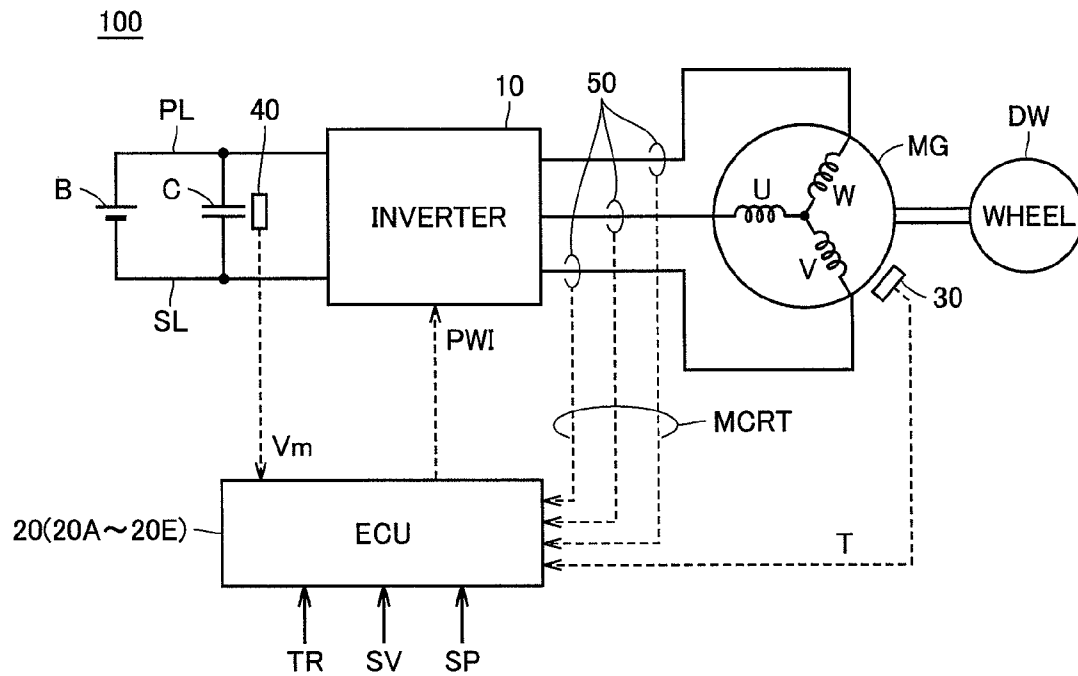 100
PL
40
10
50
DW
MG
B
C
INVERTER
U
W
V
WHEEL
SL
30
PWI
MCRT
Vm
20(20A～20E)
ECU
T
TR
SV
SP